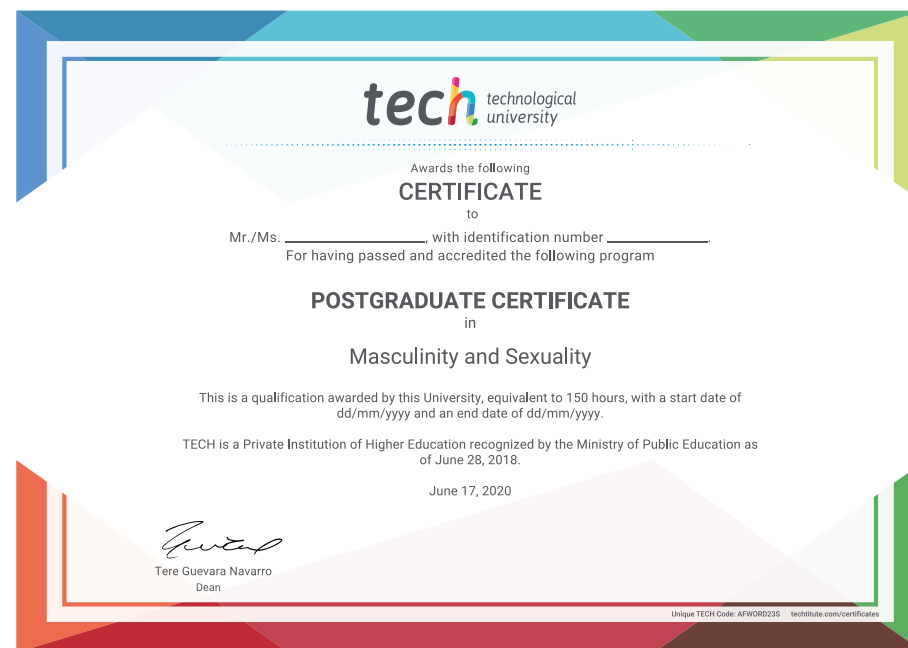 tech technological
university
Awards the following
CERTIFICATE
to
Mr./Ms. ____________________, with identification number ______________.
For having passed and accredited the following program
POSTGRADUATE CERTIFICATE
in
Masculinity and Sexuality
This is a qualification awarded by this University, equivalent to 150 hours, with a start date of
dd/mm/yyyy and an end date of dd/mm/yyyy.
TECH is a Private Institution of Higher Education recognized by the Ministry of Public Education as
of June 28, 2018.
June 17, 2020
Tere Guevara Navarro
Dean
Unique TECH Code: AFWORD23S techtitute.com/certificates